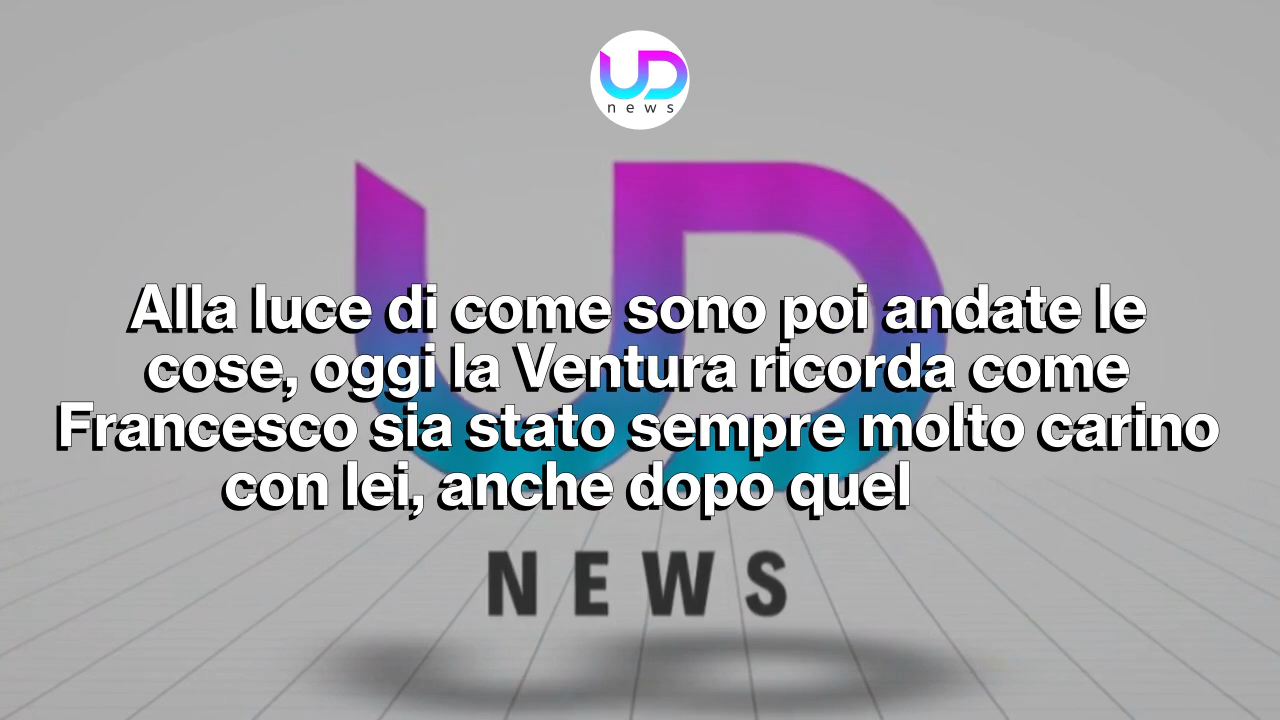 UD
news
UD
Alla luce di come sono poi andate le
cose, oggi la Ventura ricorda come
Francesco sia stato sempre molto carino
con lei, anche dopo quel
NEWS